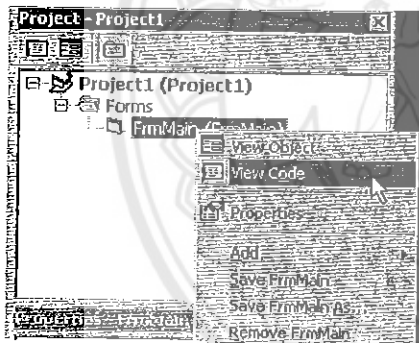 Project - Project1
Project1 (Project1)
Forms
FrmMain (FrmMain)
View Object
View Code
Properties
Add
Save FrmMain
Save FrmMain As
Remove FrmMain